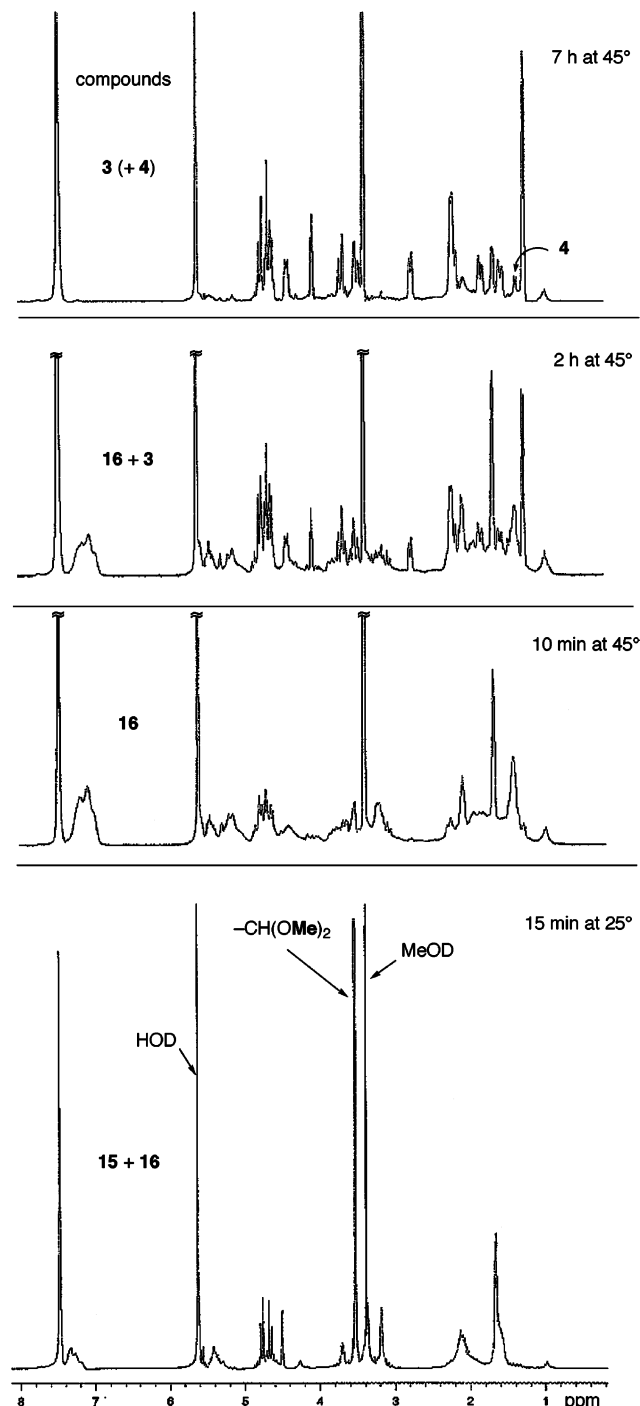 7 h at 45°
compounds
3 (+ 4)
4
2 h at 45°
16 + 3
10 min at 45°
16
15 min at 25°
–CH(OMe)2
MeOD
HOD
15 + 16
8 7 6 5 4 3 2 1 ppm